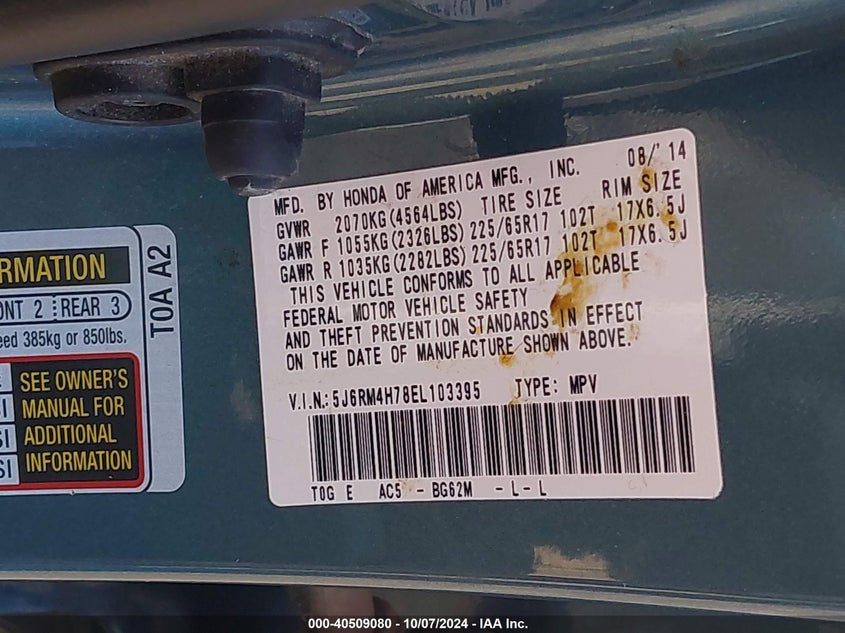 MFD. BY HONDA OF AMERICA MFG., INC. 08/'14
GVWR 2070KG(4564LBS) TIRE SIZE RIM SIZE
GAWR F 1055KG(2326LBS) 225/65R17 102T 17X6.5J
GAWR R 1035KG(2282LBS) 225/65R17 102T 17X6.5J
THIS VEHICLE CONFORMS TO ALL APPLICABLE
FEDERAL MOTOR VEHICLE SAFETY
AND THEFT PREVENTION STANDARDS IN EFFECT
ON THE DATE OF MANUFACTURE SHOWN ABOVE.
V.I.N.:5J6RM4H78EL103395 TYPE: MPV
T0G E AC5 - BG62M - L - L
RMATION
ONT 2 REAR 3
eed 385kg or 850lbs.
SEE OWNER'S
MANUAL FOR
ADDITIONAL
INFORMATION
T0A A2
000-40509080 - 10/07/2024 - IAA Inc.